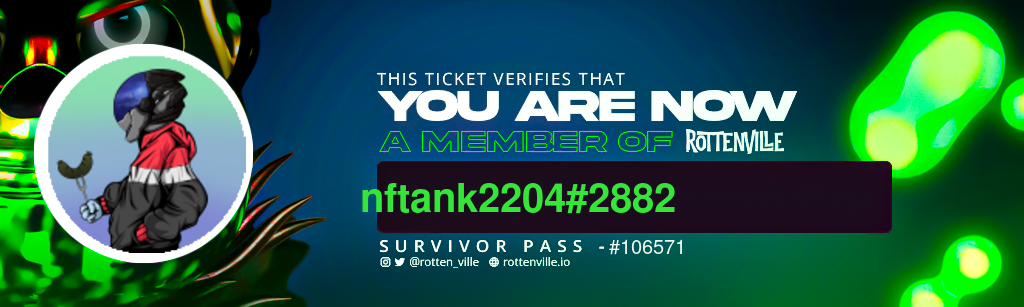 THIS TICKET VERIFIES THAT
YOU ARE NOW
A MEMBER OF ROTTENVILLE
nftank2204#2882
SURVIVOR PASS - #106571
@rotten_ville rottenville.io